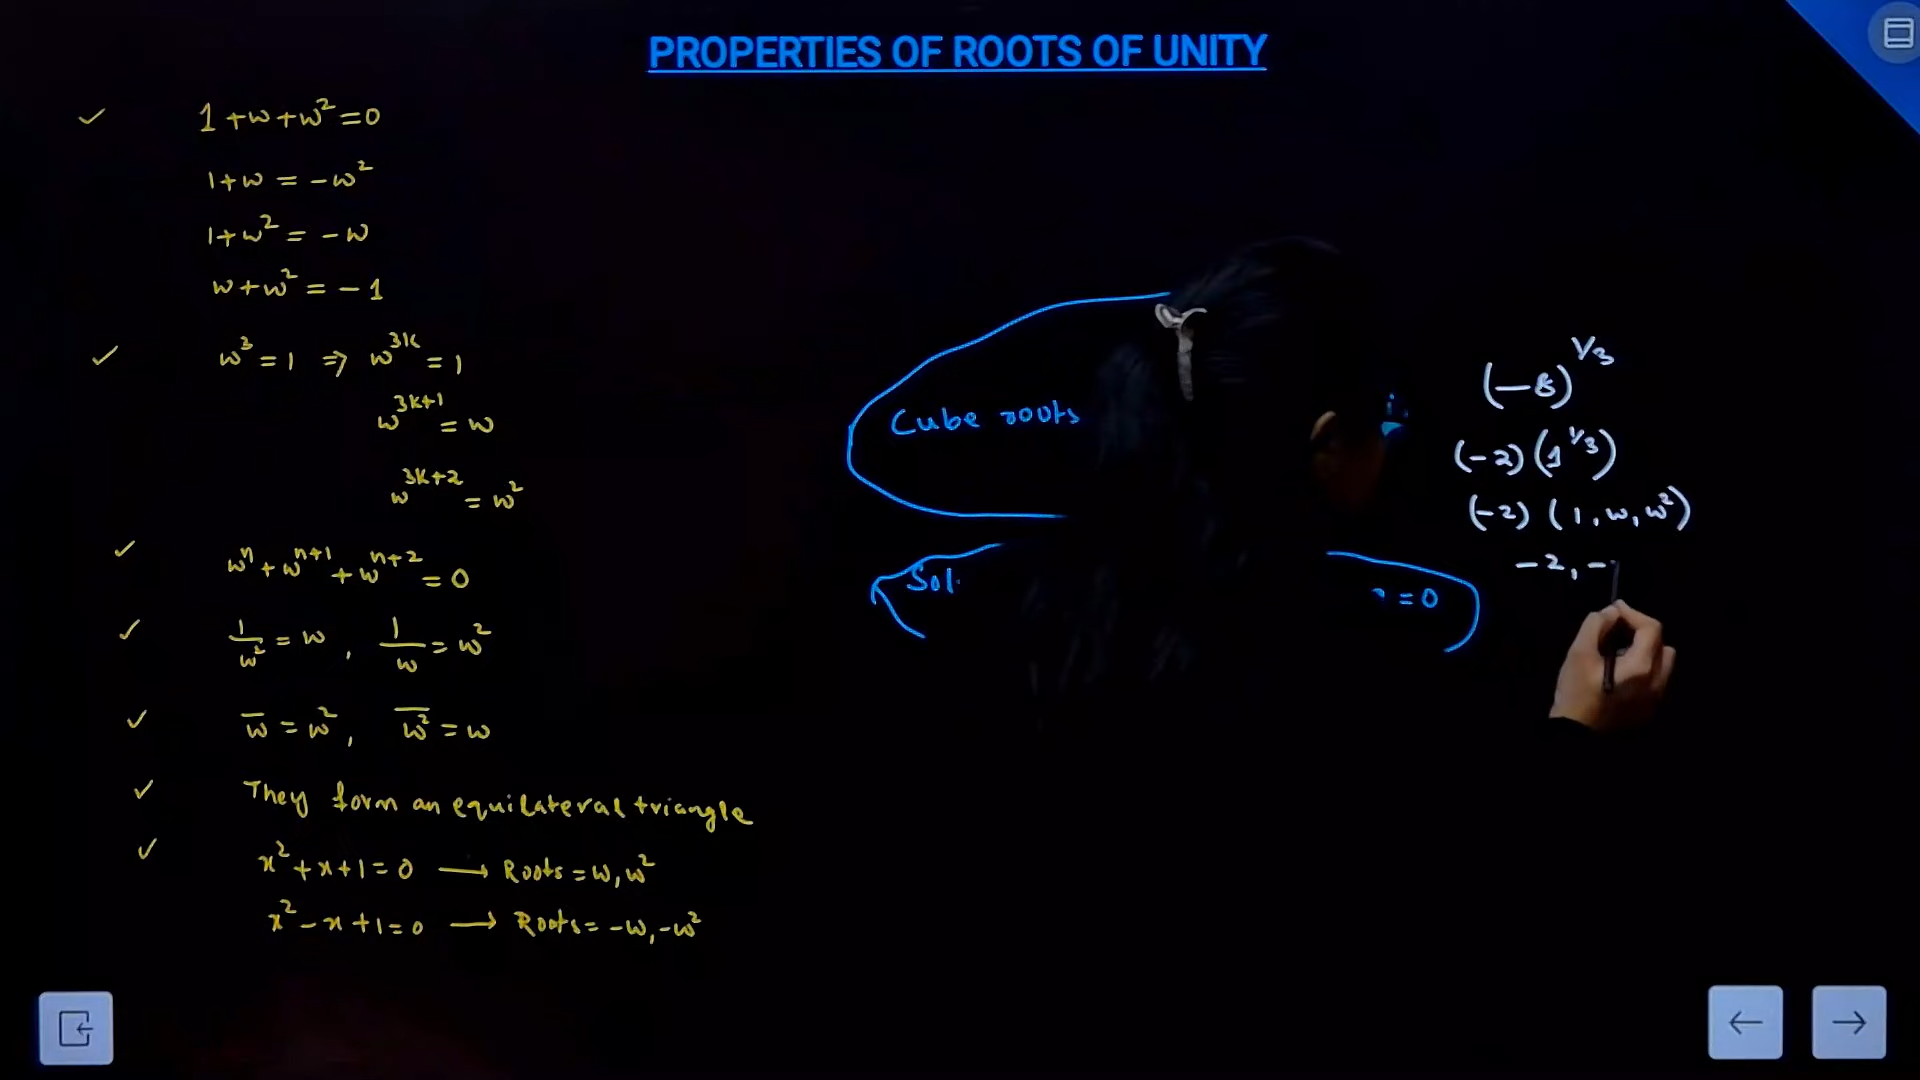 PROPERTIES OF ROOTS OF UNITY
1 + w + w² = 0
1 + w = - w²
1 + w² = - w
w + w² = - 1
w³ = 1 ⇒ w³ᵏ = 1
w³ᵏ⁺¹ = w
w³ᵏ⁺² = w²
wⁿ + wⁿ⁺¹ + wⁿ⁺² = 0
1/w² = w , 1/w = w²
w̅ = w² , w̅²̅ = w
They form an equilateral triangle
x² + x + 1 = 0 → Roots = w, w²
x² - x + 1 = 0 → Roots = -w, -w²
Cube roots
Sol
= 0
(-8)^1/3
(-2) (1^1/3)
(-2) (1, w, w²)
-2, -